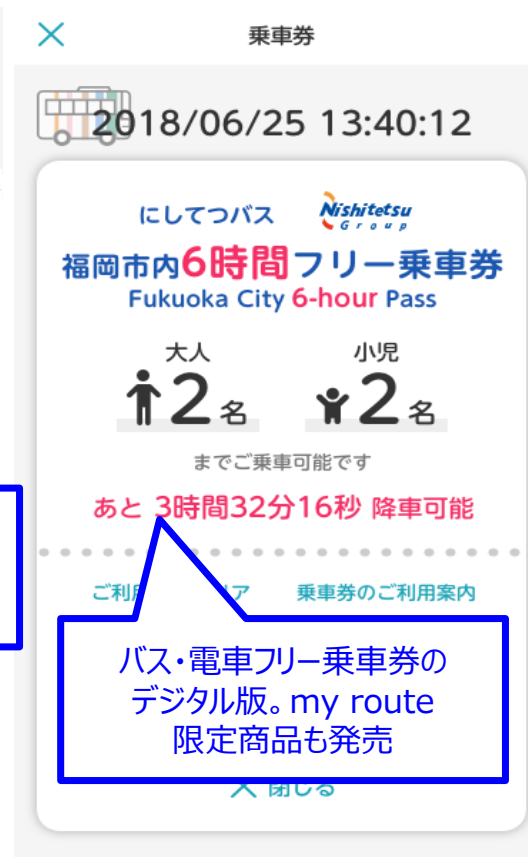 乗車券
2018/06/25 13:40:12
にしてつバス Nishitetsu Group
福岡市内6時間フリー乗車券
Fukuoka City 6-hour Pass
大人 小児
2名 2名
までご乗車可能です
あと 3時間32分16秒 降車可能
ご利 リア 乗車券のご利用案内
バス・電車フリー乗車券の
デジタル版。my route
限定商品も発売
閉じる